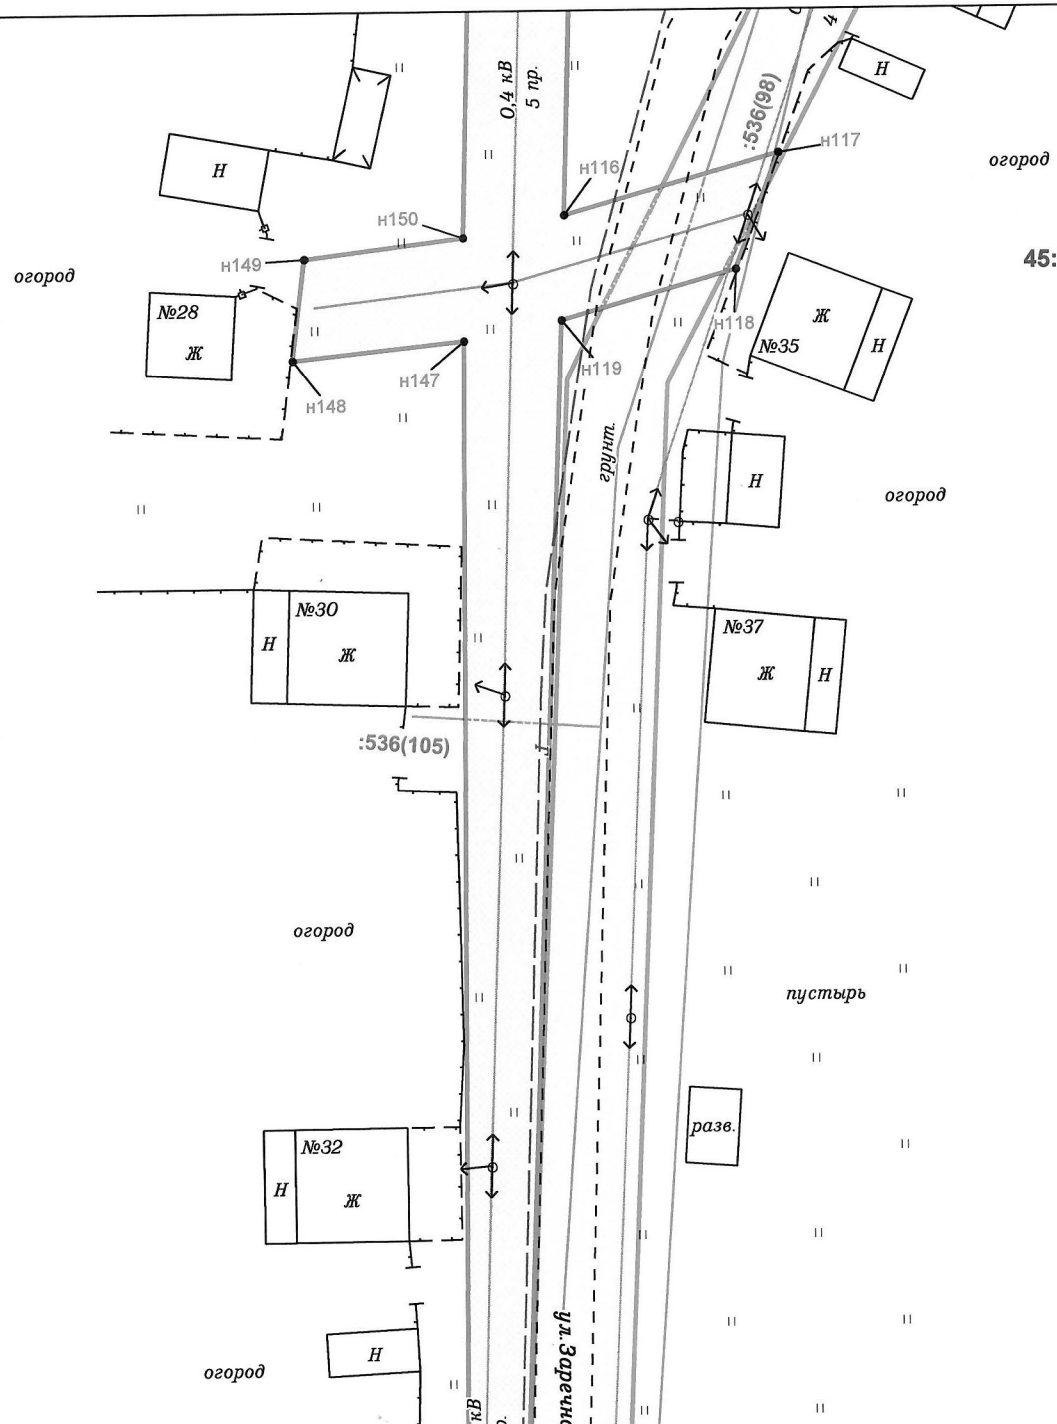 4
0,4 кВ
5 пр.
:536(98)
Н
н117
огород
Н
н116
н150
н149
огород
45:
№28
Ж
Ж
Н
№35
н118
н119
н147
н148
грунт.
Н
огород
№30
Н
Ж
№37
Ж
Н
:536(105)
огород
пустырь
разв.
№32
Н
Ж
Н
огород
ул.Заречн
кВ
р.